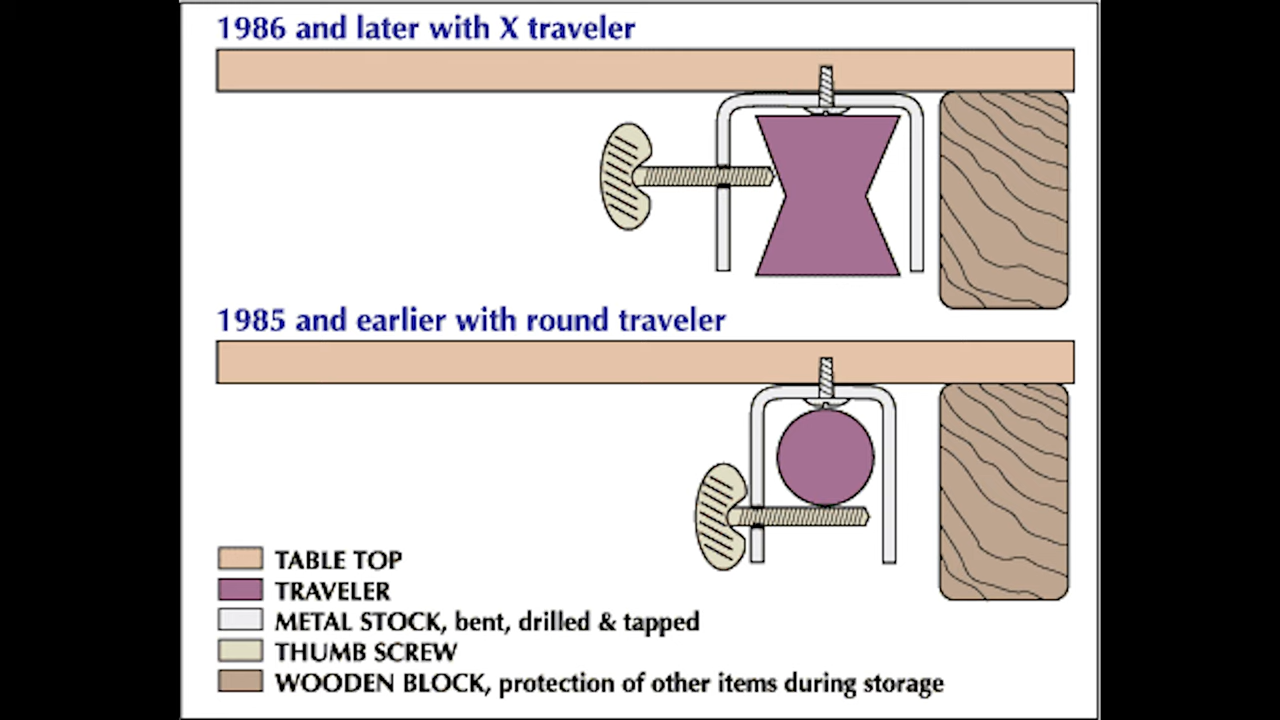 1986 and later with X traveler
1985 and earlier with round traveler
TABLE TOP
TRAVELER
METAL STOCK, bent, drilled & tapped
THUMB SCREW
WOODEN BLOCK, protection of other items during storage